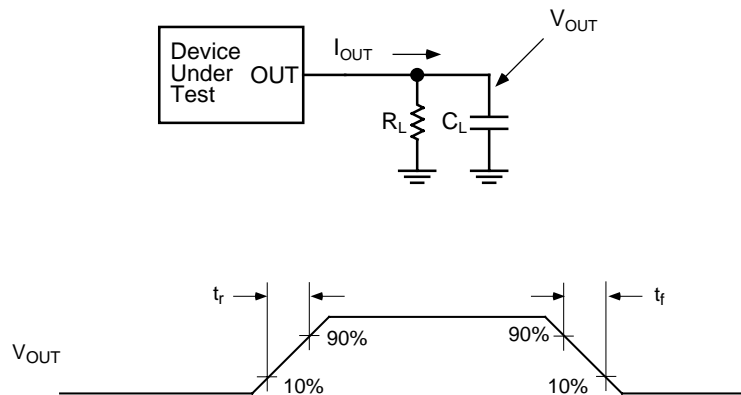 Device
Under
Test
OUT
IOUT
VOUT
RL
CL
tr
tf
90%
90%
VOUT
10%
10%